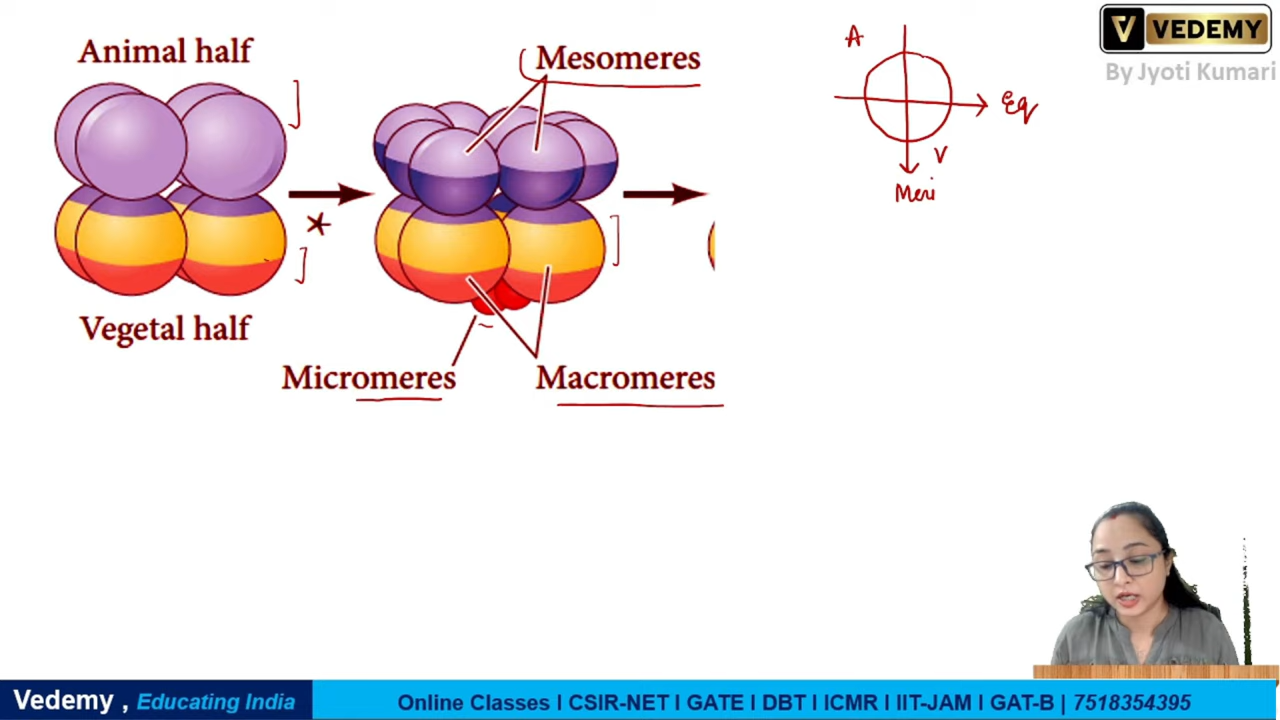 Animal half
Mesomeres
Vegetal half
Micromeres
Macromeres
A
Eq
V
Meri
V VEDEMY
By Jyoti Kumari
Vedemy , Educating India
Online Classes I CSIR-NET I GATE I DBT I ICMR I IIT-JAM I GAT-B | 7518354395